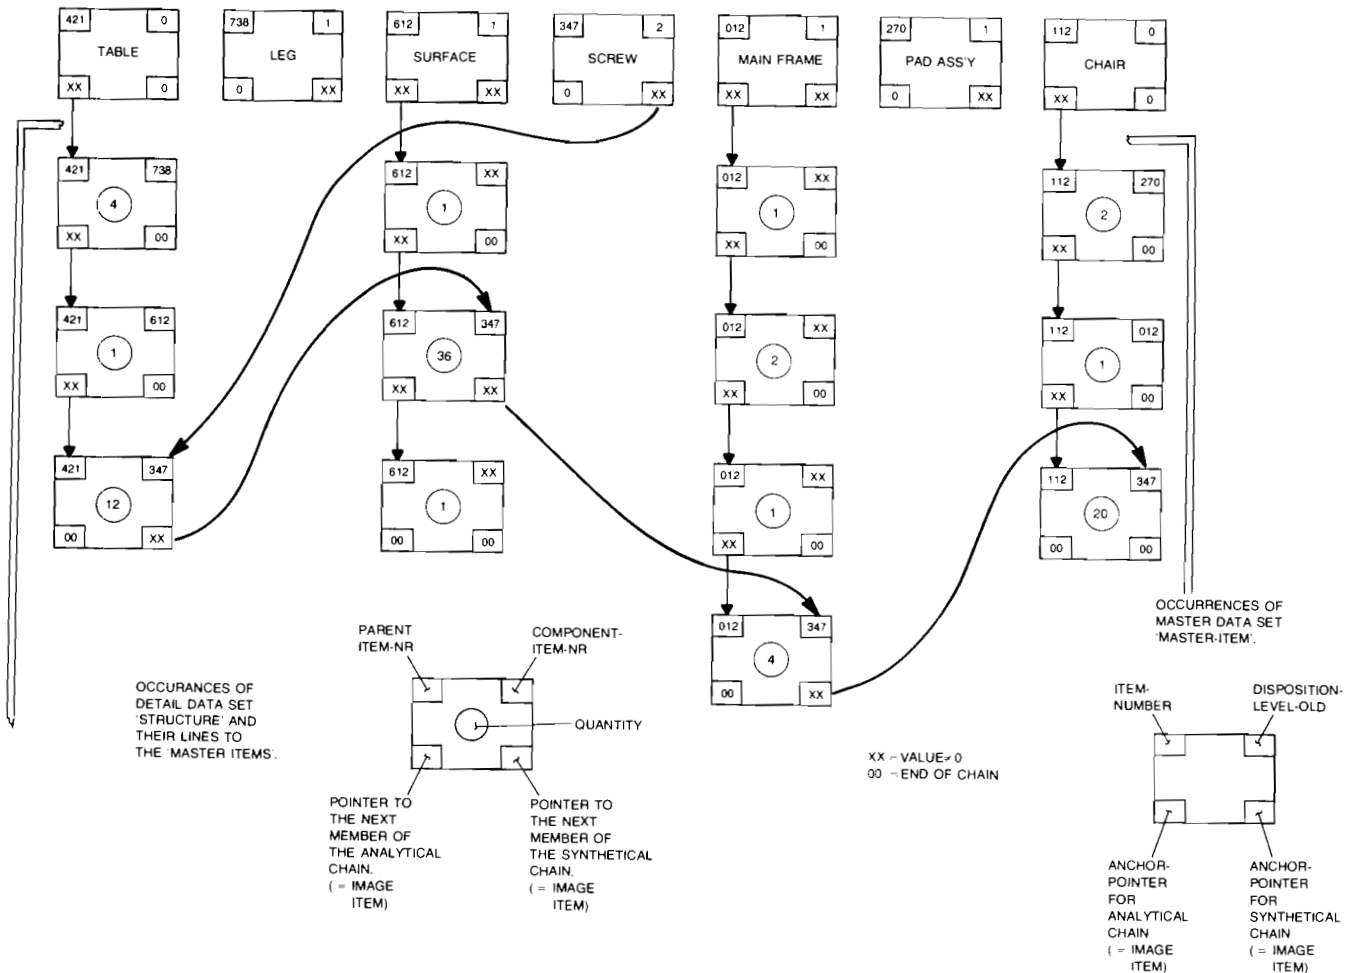 421 0
TABLE
XX 0
738 1
LEG
0 XX
612 1
SURFACE
XX XX
347 2
SCREW
0 XX
012 1
MAIN FRAME
XX XX
270 1
PAD ASS'Y
0 XX
112 0
CHAIR
XX 0
421 738
4
XX 00
421 612
1
XX 00
421 347
12
00 XX
612 XX
1
XX 00
612 347
36
XX XX
612 XX
1
00 00
012 XX
1
XX 00
012 XX
2
XX 00
012 XX
1
XX 00
012 347
4
00 XX
112 270
2
XX 00
112 012
1
XX 00
112 347
20
00 00
OCCURRENCES OF
MASTER DATA SET
'MASTER-ITEM'.
OCCURANCES OF
DETAIL DATA SET
'STRUCTURE' AND
THEIR LINES TO
THE 'MASTER ITEMS'.
PARENT
ITEM-NR
COMPONENT-
ITEM-NR
QUANTITY
POINTER TO
THE NEXT
MEMBER OF
THE ANALYTICAL
CHAIN.
( = IMAGE
ITEM)
POINTER TO
THE NEXT
MEMBER OF
THE SYNTHETICAL
CHAIN.
( = IMAGE
ITEM)
XX = VALUE ≠ 0
00 = END OF CHAIN
ITEM-
NUMBER
DISPOSITION-
LEVEL-OLD
ANCHOR-
POINTER
FOR
ANALYTICAL
CHAIN
( = IMAGE
ITEM)
ANCHOR-
POINTER
FOR
SYNTHETICAL
CHAIN
( = IMAGE
ITEM)